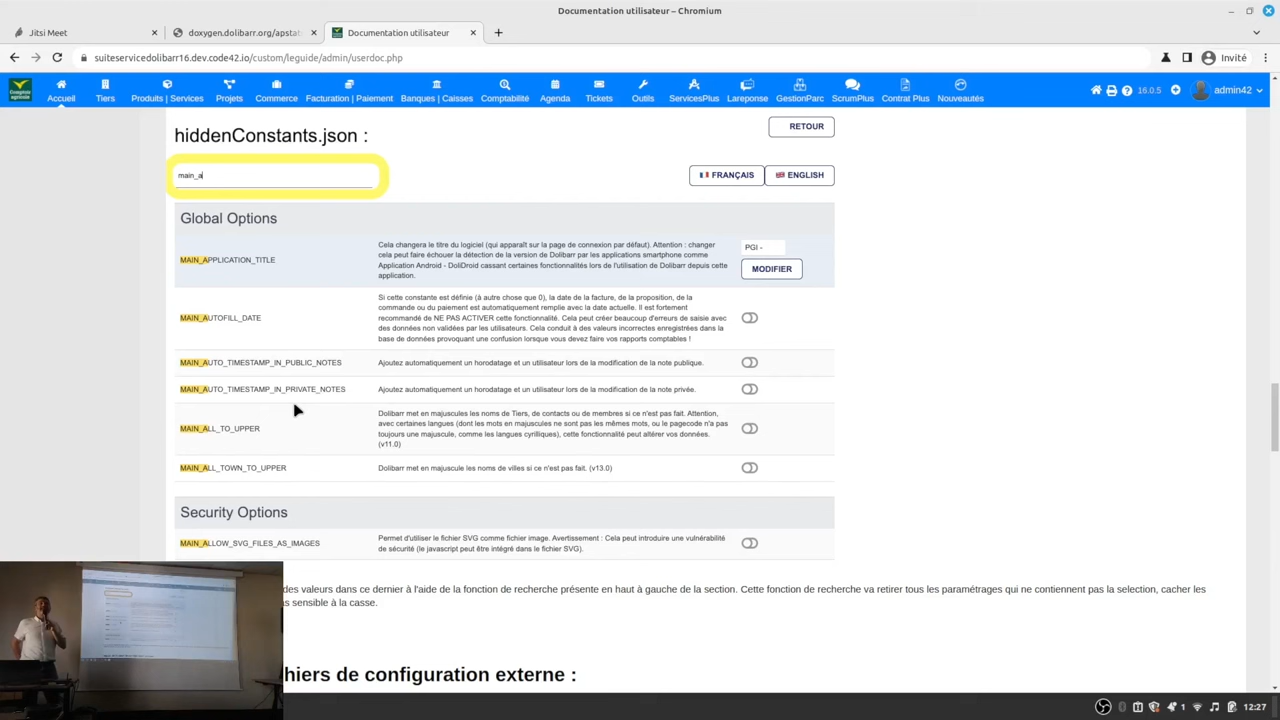 Documentation utilisateur – Chromium
Jitsi Meet
doxygen.dolibarr.org/apstat
Documentation utilisateur
suiteservicedolibarr16.dev.code42.io/custom/leguide/admin/userdoc.php
Invité
Accueil
Tiers
Produits | Services
Projets
Commerce
Facturation | Paiement
Banques | Caisses
Comptabilité
Agenda
Tickets
Outils
ServicesPlus
Lareponse
GestionParc
ScrumPlus
Contrat Plus
Nouveautés
16.0.5
admin42
hiddenConstants.json :
RETOUR
main_a
FRANÇAIS
ENGLISH
Global Options
MAIN_APPLICATION_TITLE
Cela changera le titre du logiciel (qui apparaît sur la page de connexion par défaut). Attention : changer
cela peut faire échouer la détection de la version de Dolibarr par les applications smartphone comme
Application Android - DoliDroid cassant certaines fonctionnalités lors de l'utilisation de Dolibarr depuis cette
application.
PGI -
MODIFIER
MAIN_AUTOFILL_DATE
Si cette constante est définie (à autre chose que 0), la date de la facture, de la proposition, de la
commande ou du paiement est automatiquement remplie avec la date actuelle. Il est fortement
recommandé de NE PAS ACTIVER cette fonctionnalité. Cela peut créer beaucoup d'erreurs de saisie avec
des données non validées par les utilisateurs. Cela conduit à des valeurs incorrectes enregistrées dans la
base de données provoquant une confusion lorsque vous devez faire vos rapports comptables !
MAIN_AUTO_TIMESTAMP_IN_PUBLIC_NOTES
Ajoutez automatiquement un horodatage et un utilisateur lors de la modification de la note publique.
MAIN_AUTO_TIMESTAMP_IN_PRIVATE_NOTES
Ajoutez automatiquement un horodatage et un utilisateur lors de la modification de la note privée.
MAIN_ALL_TO_UPPER
Dolibarr met en majuscules les noms de Tiers, de contacts ou de membres si ce n'est pas fait. Attention,
avec certaines langues (dont les mots en majuscules ne sont pas les mêmes mots, ou le pagecode n'a pas
toujours une majuscule, comme les langues cyrilliques), cette fonctionnalité peut altérer vos données.
(v11.0)
MAIN_ALL_TOWN_TO_UPPER
Dolibarr met en majuscule les noms de villes si ce n'est pas fait. (v13.0)
Security Options
MAIN_ALLOW_SVG_FILES_AS_IMAGES
Permet d'utiliser le fichier SVG comme fichier image. Avertissement : Cela peut introduire une vulnérabilité
de sécurité (le javascript peut être intégré dans le fichier SVG).
des valeurs dans ce dernier à l'aide de la fonction de recherche présente en haut à gauche de la section. Cette fonction de recherche va retirer tous les paramétrages qui ne contiennent pas la selection, cacher les
as sensible à la casse.
hiers de configuration externe :
1
12:27